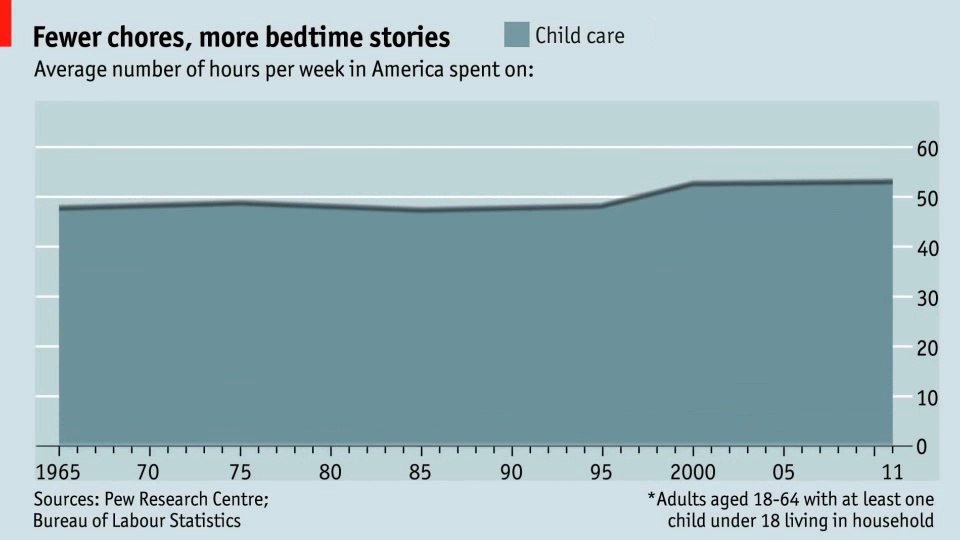 Fewer chores, more bedtime stories
Child care
Average number of hours per week in America spent on:
60
50
40
30
20
10
0
1965 70 75 80 85 90 95 2000 05 11
Sources: Pew Research Centre;
Bureau of Labour Statistics
*Adults aged 18-64 with at least one
child under 18 living in household